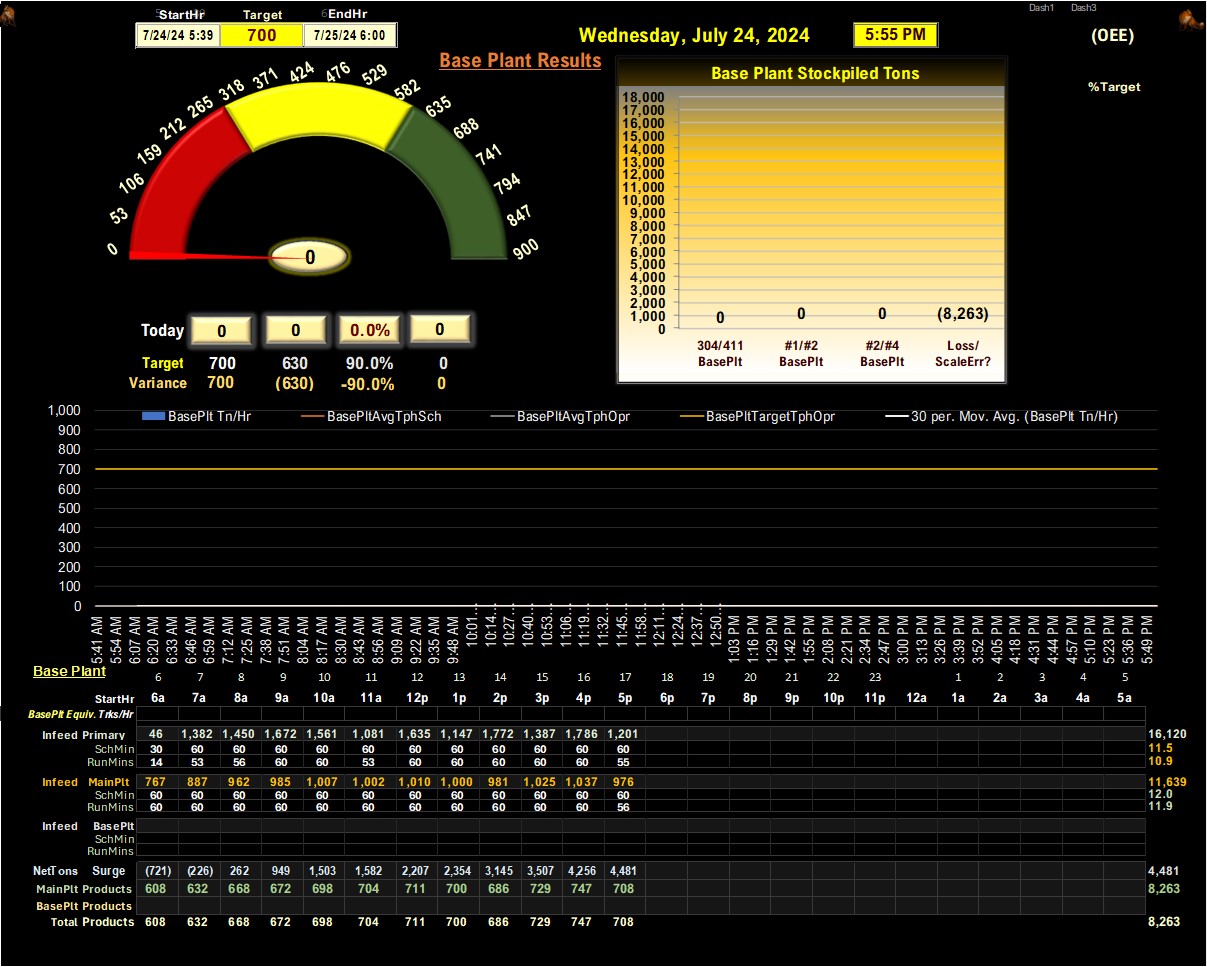 Dash1 Dash3
StartHr Target EndHr
7/24/24 5:39 700 7/25/24 6:00
Wednesday, July 24, 2024 5:55 PM (OEE)
Base Plant Results
%Target
0 53 106 159 212 265 318 371 424 476 529 582 635 688 741 794 847 900
0
Base Plant Stockpiled Tons
18,000
17,000
16,000
15,000
14,000
13,000
12,000
11,000
10,000
9,000
8,000
7,000
6,000
5,000
4,000
3,000
2,000
1,000
0
0 0 0 (8,263)
304/411 #1/#2 #2/#4 Loss/
BasePlt BasePlt BasePlt ScaleErr?
Today 0 0 0.0% 0
Target 700 630 90.0% 0
Variance 700 (630) -90.0% 0
BasePlt Tn/Hr BasePltAvgTphSch BasePltAvgTphOpr BasePltTargetTphOpr 30 per. Mov. Avg. (BasePlt Tn/Hr)
1,000
900
800
700
600
500
400
300
200
100
0
5:41 AM 5:54 AM 6:07 AM 6:20 AM 6:33 AM 6:46 AM 6:59 AM 7:12 AM 7:25 AM 7:38 AM 7:51 AM 8:04 AM 8:17 AM 8:30 AM 8:43 AM 8:56 AM 9:09 AM 9:22 AM 9:35 AM 9:48 AM 10:01... 10:14... 10:27... 10:40... 10:53... 11:06... 11:19... 11:32... 11:45... 11:58... 12:11... 12:24... 12:37... 12:50... 1:03 PM 1:16 PM 1:29 PM 1:42 PM 1:55 PM 2:08 PM 2:21 PM 2:34 PM 2:47 PM 3:00 PM 3:13 PM 3:26 PM 3:39 PM 3:52 PM 4:05 PM 4:18 PM 4:31 PM 4:44 PM 4:57 PM 5:10 PM 5:23 PM 5:36 PM 5:49 PM
Base Plant
6 7 8 9 10 11 12 13 14 15 16 17 18 19 20 21 22 23 1 2 3 4 5
StartHr 6a 7a 8a 9a 10a 11a 12p 1p 2p 3p 4p 5p 6p 7p 8p 9p 10p 11p 12a 1a 2a 3a 4a 5a
BasePlt Equiv. Trks/Hr
Infeed Primary 46 1,382 1,450 1,672 1,561 1,081 1,635 1,147 1,772 1,387 1,786 1,201 16,120
SchMin 30 60 60 60 60 60 60 60 60 60 60 60 11.5
RunMins 14 53 56 60 60 53 60 60 60 60 60 55 10.9
Infeed MainPlt 767 887 962 985 1,007 1,002 1,010 1,000 981 1,025 1,037 976 11,639
SchMin 60 60 60 60 60 60 60 60 60 60 60 60 12.0
RunMins 60 60 60 60 60 60 60 60 60 60 60 56 11.9
Infeed BasePlt
SchMin
RunMins
NetTons Surge (721) (226) 262 949 1,503 1,582 2,207 2,354 3,145 3,507 4,256 4,481 4,481
MainPlt Products 608 632 668 672 698 704 711 700 686 729 747 708 8,263
BasePlt Products
Total Products 608 632 668 672 698 704 711 700 686 729 747 708 8,263